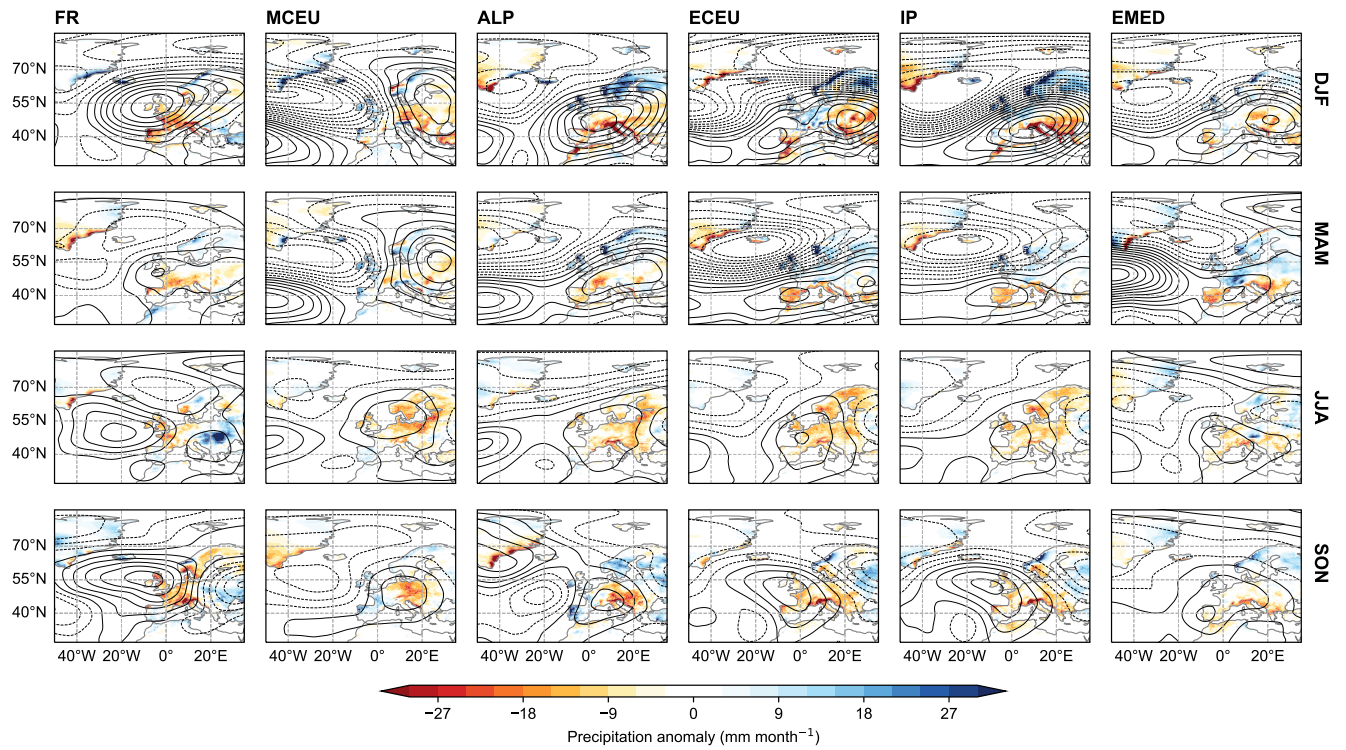 FR MCEU ALP ECEU IP EMED
70°N
55°N
40°N
DJF
70°N
55°N
40°N
MAM
70°N
55°N
40°N
JJA
70°N
55°N
40°N
SON
40°W 20°W 0° 20°E 40°W 20°W 0° 20°E 40°W 20°W 0° 20°E 40°W 20°W 0° 20°E 40°W 20°W 0° 20°E 40°W 20°W 0° 20°E
−27 −18 −9 0 9 18 27
Precipitation anomaly (mm month⁻¹)